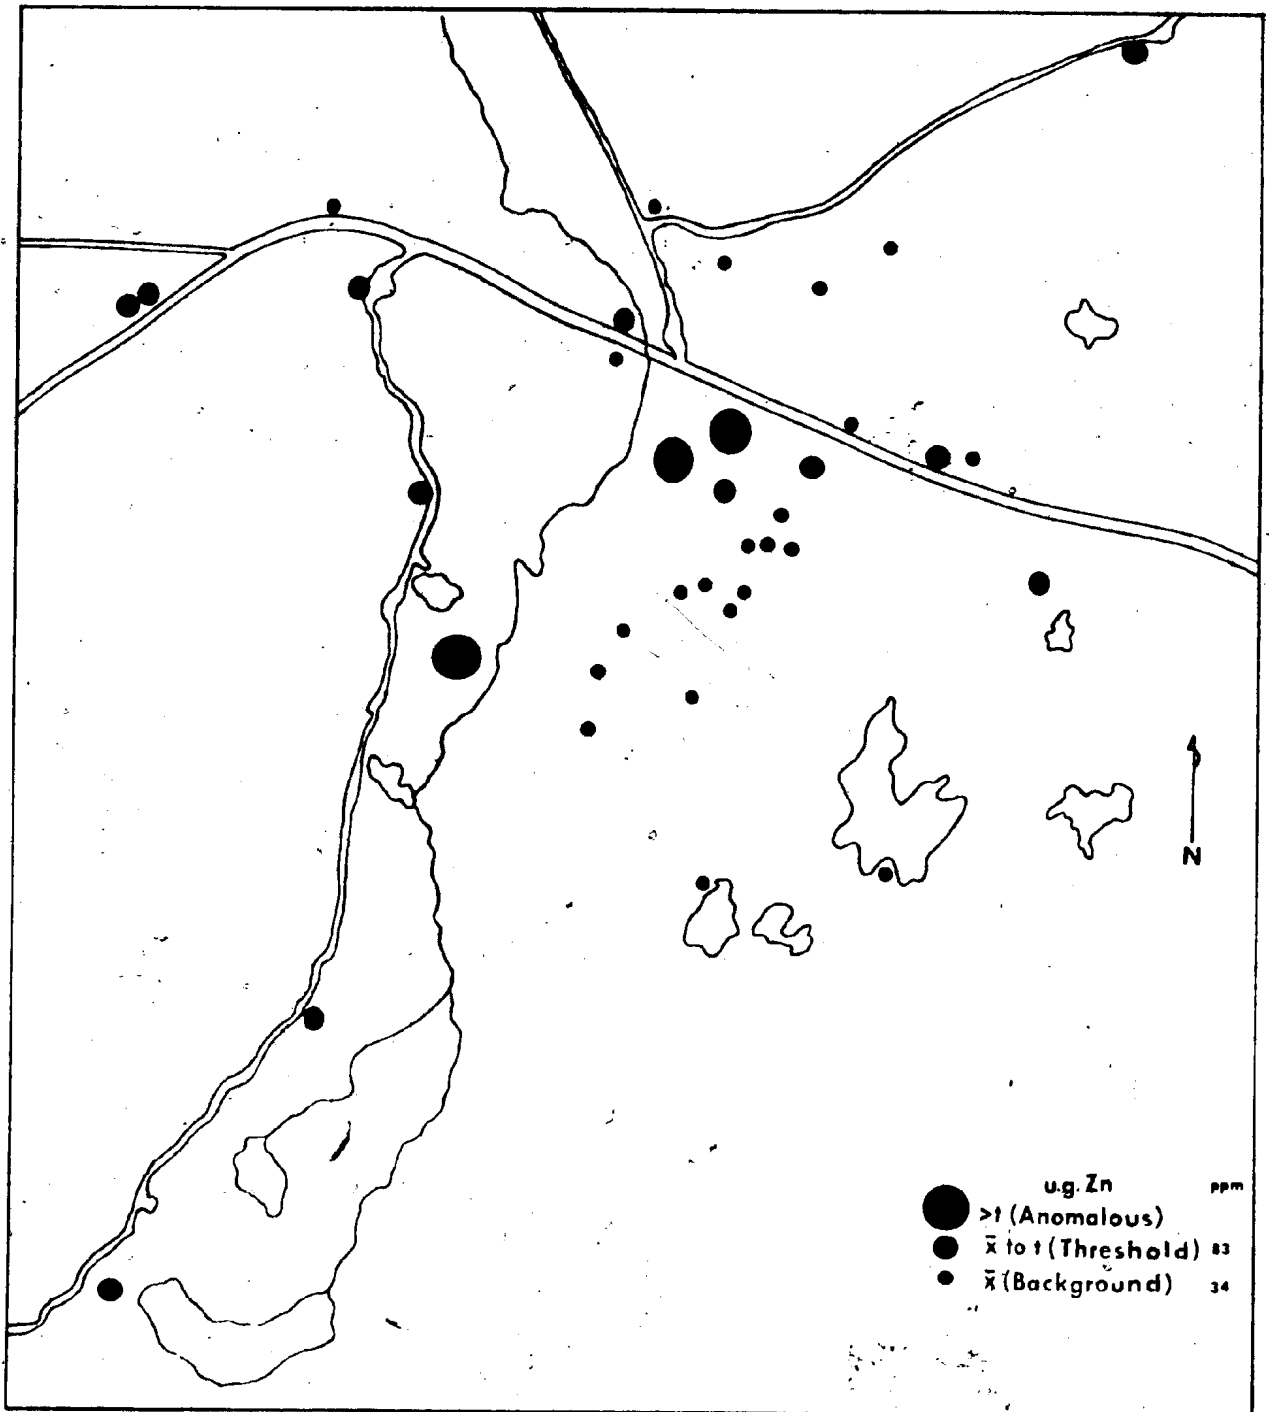 N
u.g. Zn ppm
>t (Anomalous)
x̄ to t (Threshold) 83
x̄ (Background) 34